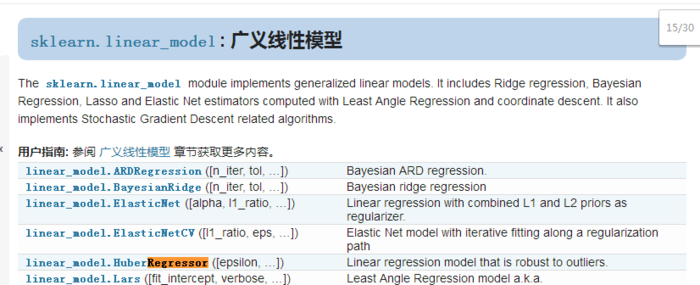 15/30
sklearn.linear_model: 广义线性模型
The sklearn.linear_model module implements generalized linear models. It includes Ridge regression, Bayesian
Regression, Lasso and Elastic Net estimators computed with Least Angle Regression and coordinate descent. It also
implements Stochastic Gradient Descent related algorithms.
用户指南: 参阅 广义线性模型 章节获取更多内容。
linear_model.ARDRegression ([n_iter, tol, …]) Bayesian ARD regression.
linear_model.BayesianRidge ([n_iter, tol, …]) Bayesian ridge regression
linear_model.ElasticNet ([alpha, l1_ratio, …]) Linear regression with combined L1 and L2 priors as
regularizer.
linear_model.ElasticNetCV ([l1_ratio, eps, …]) Elastic Net model with iterative fitting along a regularization
path
linear_model.HuberRegressor ([epsilon, …]) Linear regression model that is robust to outliers.
linear_model.Lars ([fit_intercept, verbose, …]) Least Angle Regression model a.k.a.